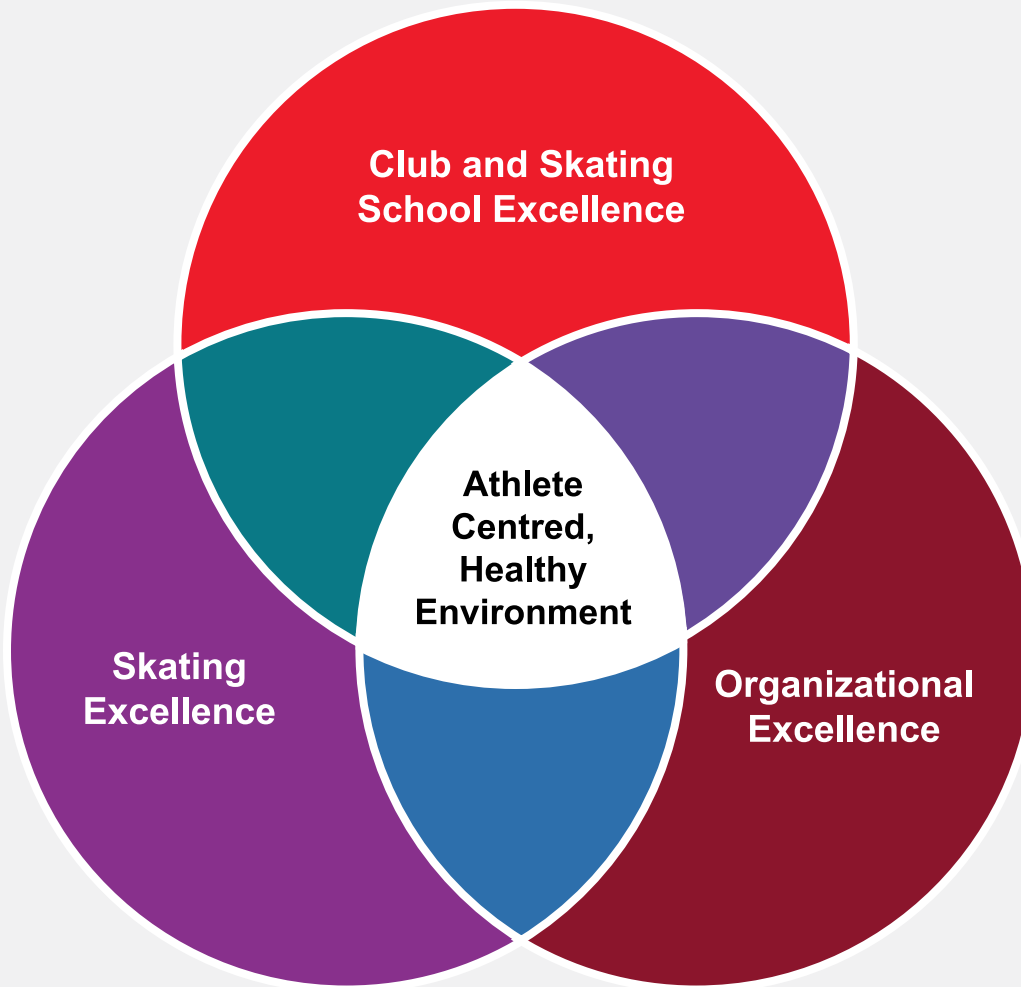 Club and Skating
School Excellence
Athlete
Centred,
Healthy
Environment
Skating
Excellence
Organizational
Excellence